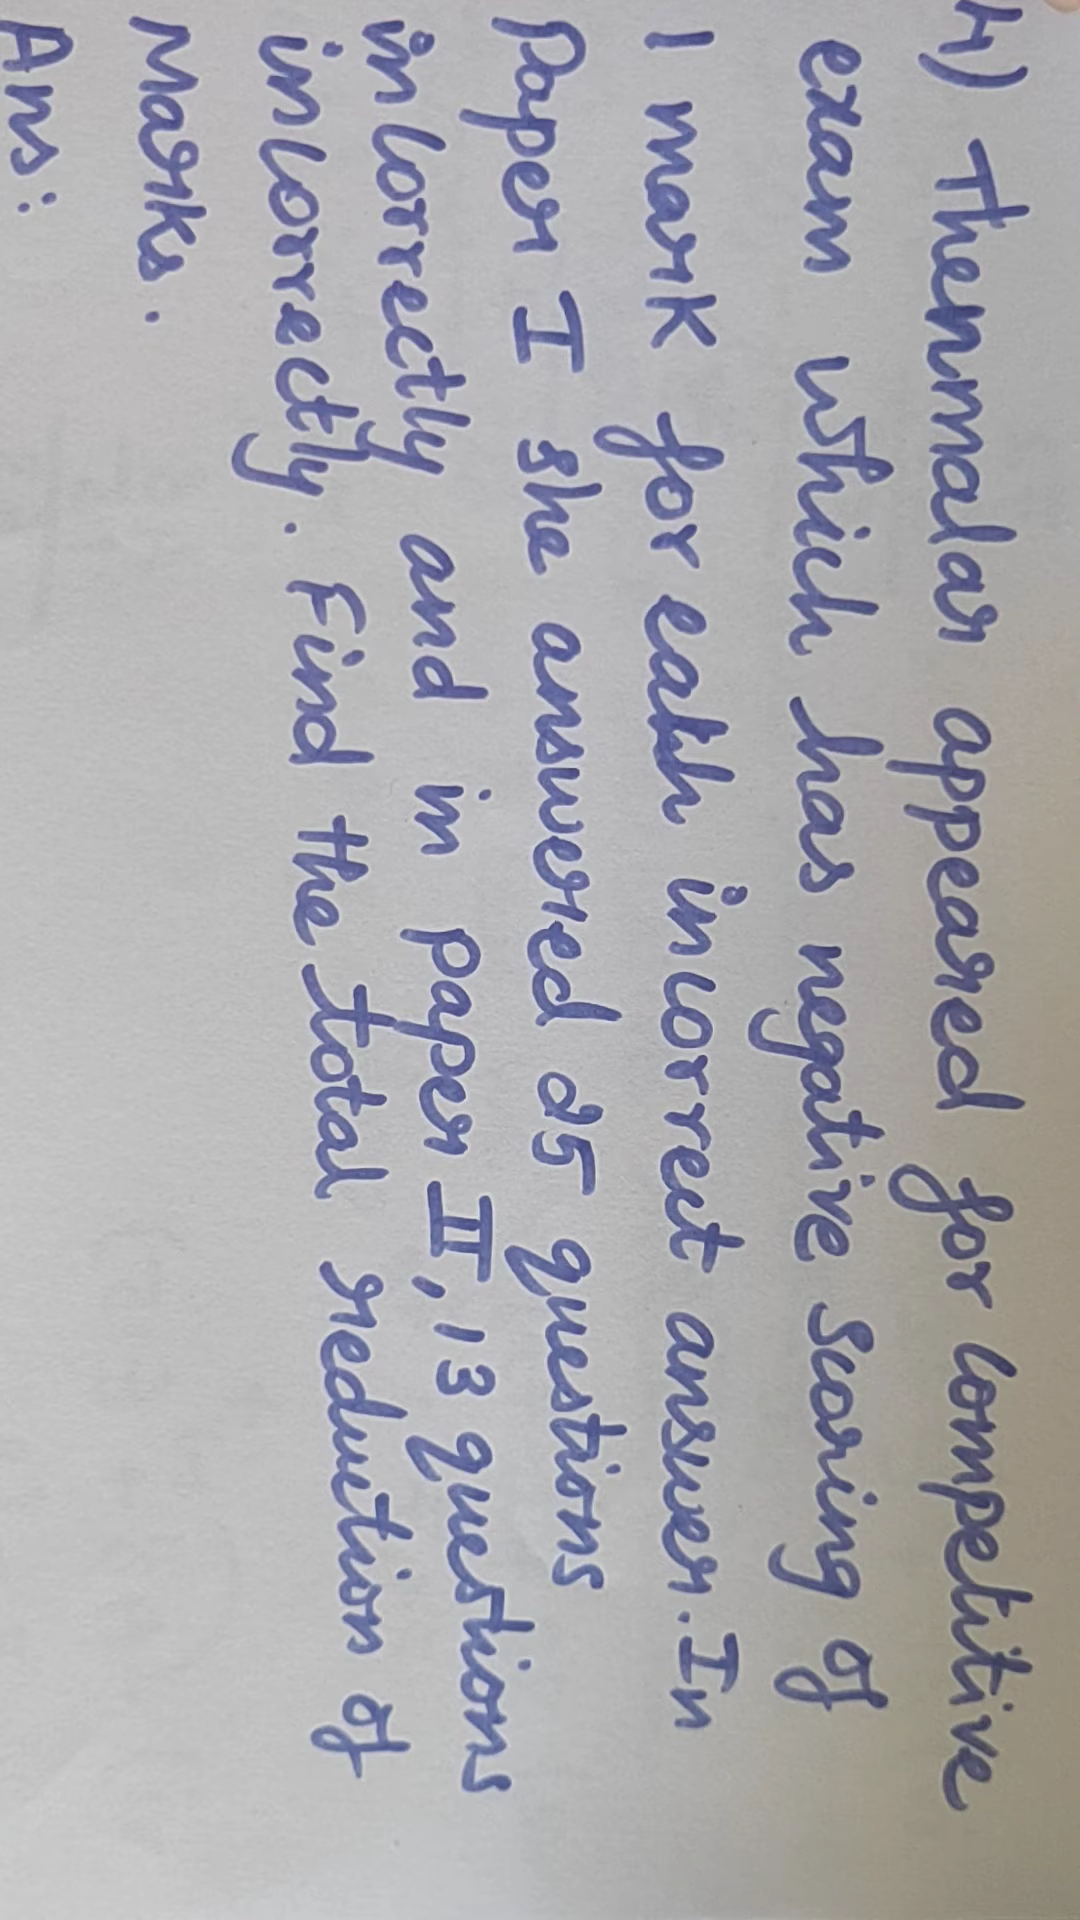 4) Thenmalar appeared for competitive
exam which has negative scoring of
1 mark for each incorrect answer. In
paper I she answered 25 questions
incorrectly and in paper II, 13 questions
incorrectly. Find the total reduction of
Marks.
Ans: